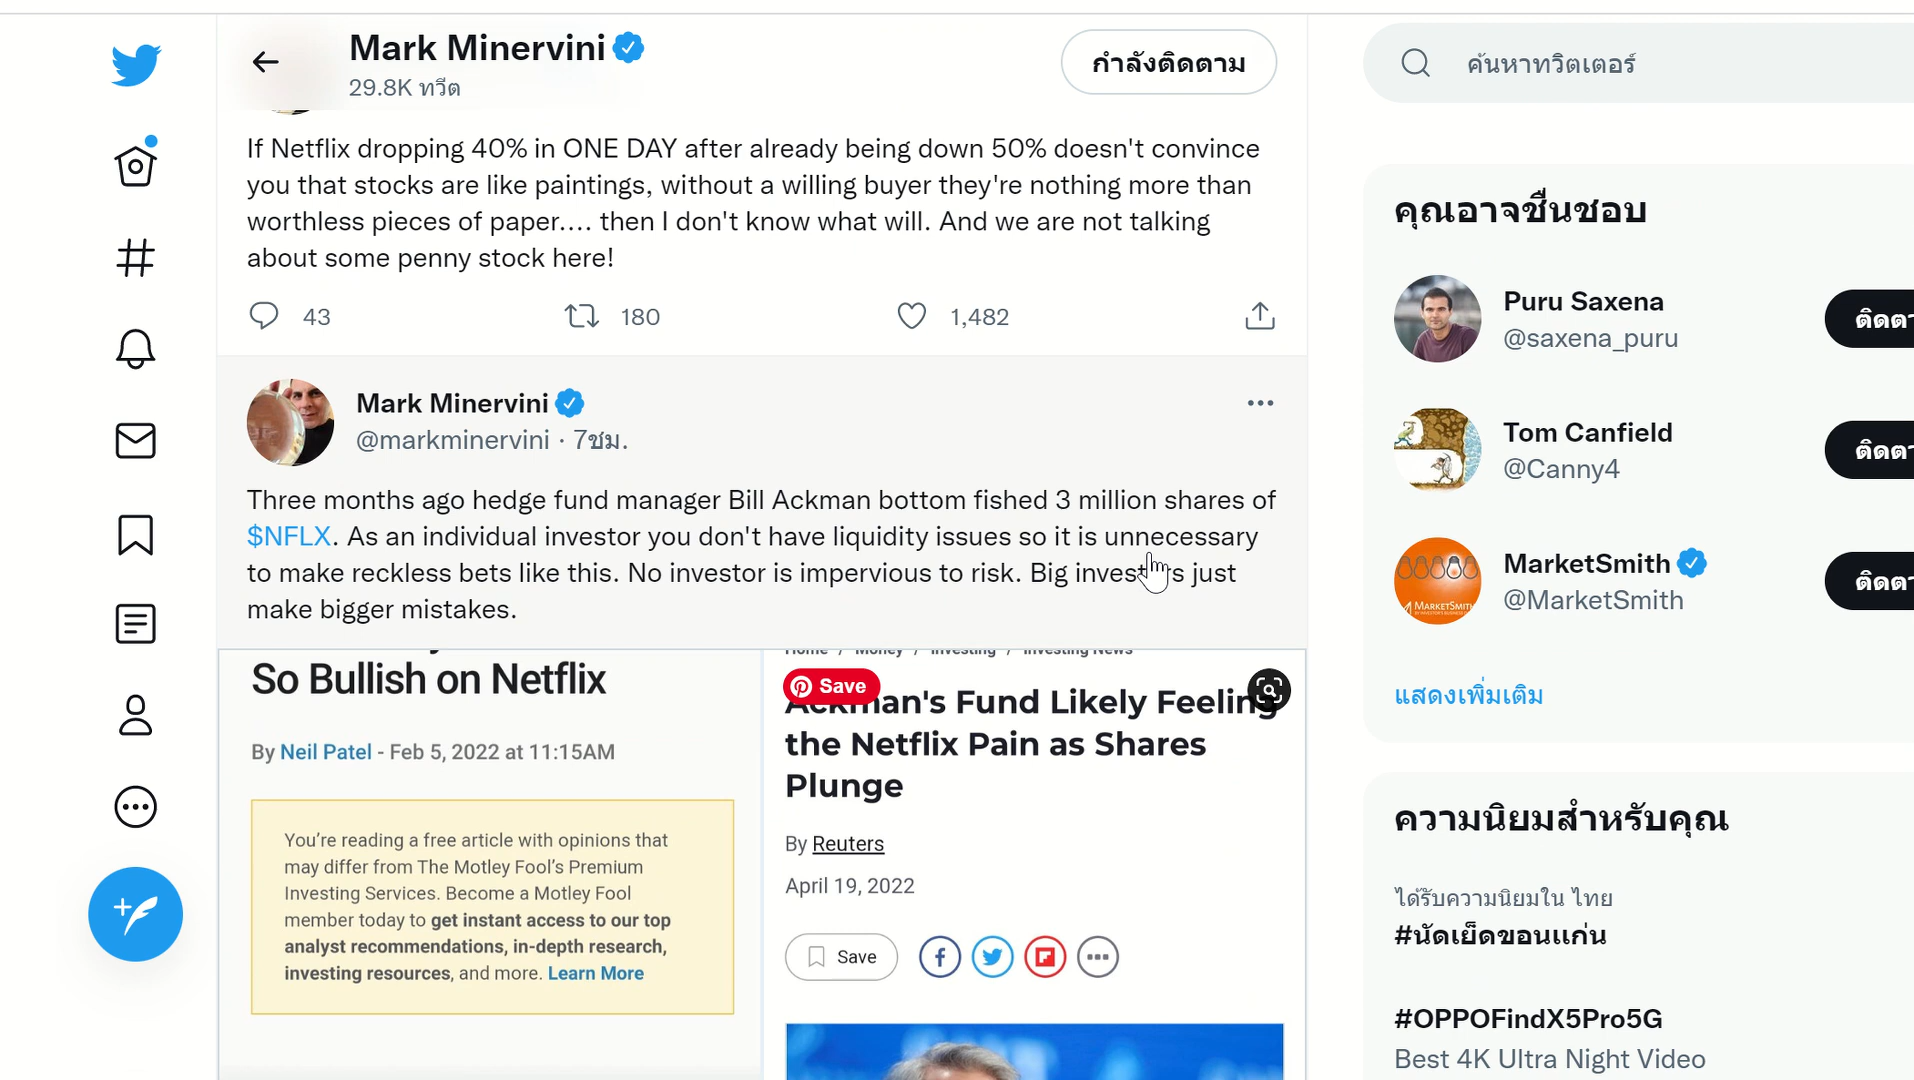 Mark Minervini
29.8K ทวีต
กำลังติดตาม
If Netflix dropping 40% in ONE DAY after already being down 50% doesn't convince
you that stocks are like paintings, without a willing buyer they're nothing more than
worthless pieces of paper.... then I don't know what will. And we are not talking
about some penny stock here!
43 180 1,482
Mark Minervini
@markminervini · 7ชม.
Three months ago hedge fund manager Bill Ackman bottom fished 3 million shares of
$NFLX. As an individual investor you don't have liquidity issues so it is unnecessary
to make reckless bets like this. No investor is impervious to risk. Big investors just
make bigger mistakes.
So Bullish on Netflix
By Neil Patel - Feb 5, 2022 at 11:15AM
You're reading a free article with opinions that
may differ from The Motley Fool's Premium
Investing Services. Become a Motley Fool
member today to get instant access to our top
analyst recommendations, in-depth research,
investing resources, and more. Learn More
Home / Money / Investing / Investing News
Save
Ackman's Fund Likely Feeling
the Netflix Pain as Shares
Plunge
By Reuters
April 19, 2022
Save
ค้นหาทวิตเตอร์
คุณอาจชื่นชอบ
Puru Saxena
@saxena_puru
Tom Canfield
@Canny4
MarketSmith
@MarketSmith
MARKETSMITH
แสดงเพิ่มเติม
ความนิยมสำหรับคุณ
ได้รับความนิยมใน ไทย
#นัดเย็ดขอนแก่น
#OPPOFindX5Pro5G
Best 4K Ultra Night Video